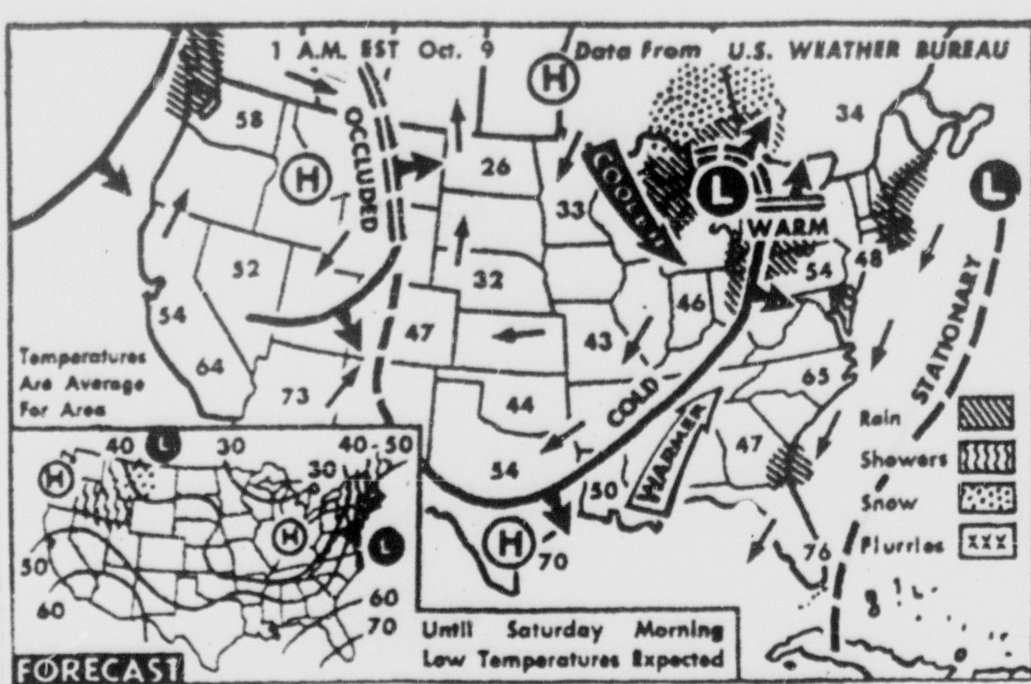 1 A.M. EST Oct. 9 Data From U.S. WEATHER BUREAU
H
34
58
OCCLUDED
H
26
COOLER
L
L
33
WARM
52
32
54
48
54
47
46
STATIONARY
43
Temperatures
Are Average
For Area
64
73
44
COLD
65
WARMER
47
Rain
54
50
Showers
Snow
H
70
76
Flurries
40 L 30 40-50
H
30
H
L
50
60
60
70
FORECAST
Until Saturday Morning
Low Temperatures Expected